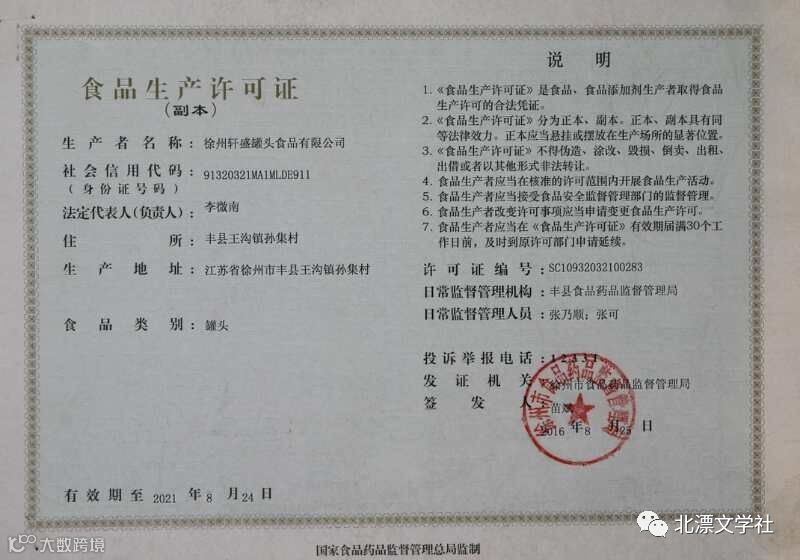 食品生产许可证
（副本）
生产者名称：徐州轩盛罐头食品有限公司
社会信用代码：91320321MA1MLDE911
（身份证号码）
法定代表人（负责人）：李微南
住所：丰县王沟镇孙集村
生产地址：江苏省徐州市丰县王沟镇孙集村
食品类别：罐头
有效期至 2021 年 8 月 24 日
说明
1.《食品生产许可证》是食品、食品添加剂生产者取得食品
生产许可的合法凭证。
2.《食品生产许可证》分为正本、副本。正本、副本具有同
等法律效力。正本应当悬挂或摆放在生产场所的显著位置。
3.《食品生产许可证》不得伪造、涂改、毁损、倒卖、出租、
出借或者以其他形式非法转让。
4. 食品生产者应当在核准的许可范围内开展食品生产活动。
5. 食品生产者应当接受食品安全监督管理部门的监督管理。
6. 食品生产者改变许可事项应当申请变更食品生产许可。
7. 食品生产者应当在《食品生产许可证》有效期届满30个工
作日前，及时到原许可部门申请延续。
许可证编号：SC10932032100283
日常监督管理机构：丰县食品药品监督管理局
日常监督管理人员：张乃顺；张可
投诉举报电话：12331
发证机关：徐州市食品药品监督管理局
签发人：苗斌
2016 年 8 月 25 日
徐州市食品药品监督管理局
国家食品药品监督管理总局监制
北漂文学社
大数跨境